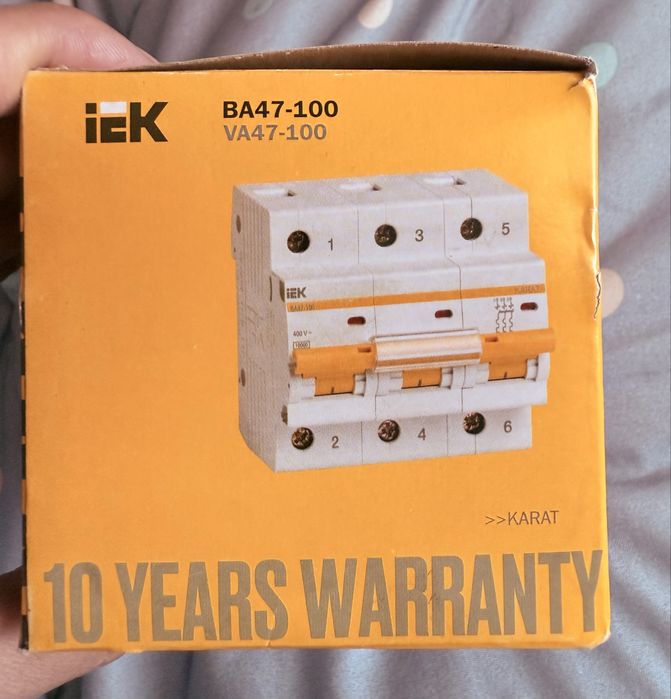 iEK
ВА47-100
VA47-100
1
3
5
iEK
ВА47-100
400 V~
10000
2
4
6
>>KARAT
10 YEARS WARRANTY